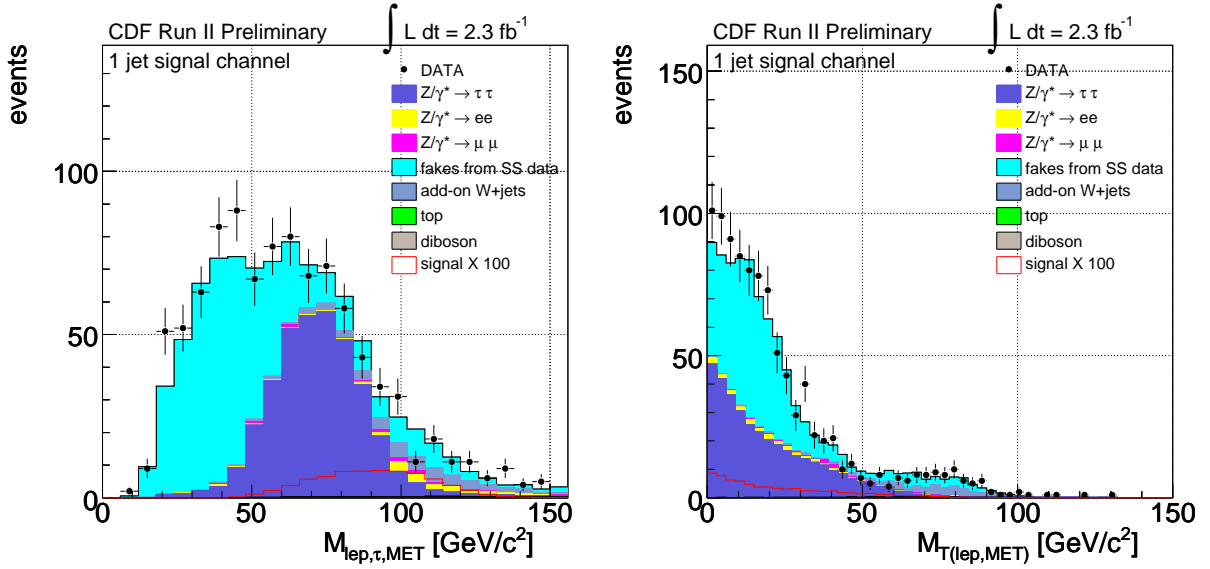 CDF Run II Preliminary ∫ L dt = 2.3 fb⁻¹
1 jet signal channel
events
DATA
Z/γ* → τ τ
Z/γ* → ee
Z/γ* → μ μ
fakes from SS data
add-on W+jets
top
diboson
signal X 100
100
50
0
0 50 100 150
M_lep,τ,MET [GeV/c²]
CDF Run II Preliminary ∫ L dt = 2.3 fb⁻¹
1 jet signal channel
events
DATA
Z/γ* → τ τ
Z/γ* → ee
Z/γ* → μ μ
fakes from SS data
add-on W+jets
top
diboson
signal X 100
150
100
50
0
0 50 100 150
M_T(lep,MET) [GeV/c²]